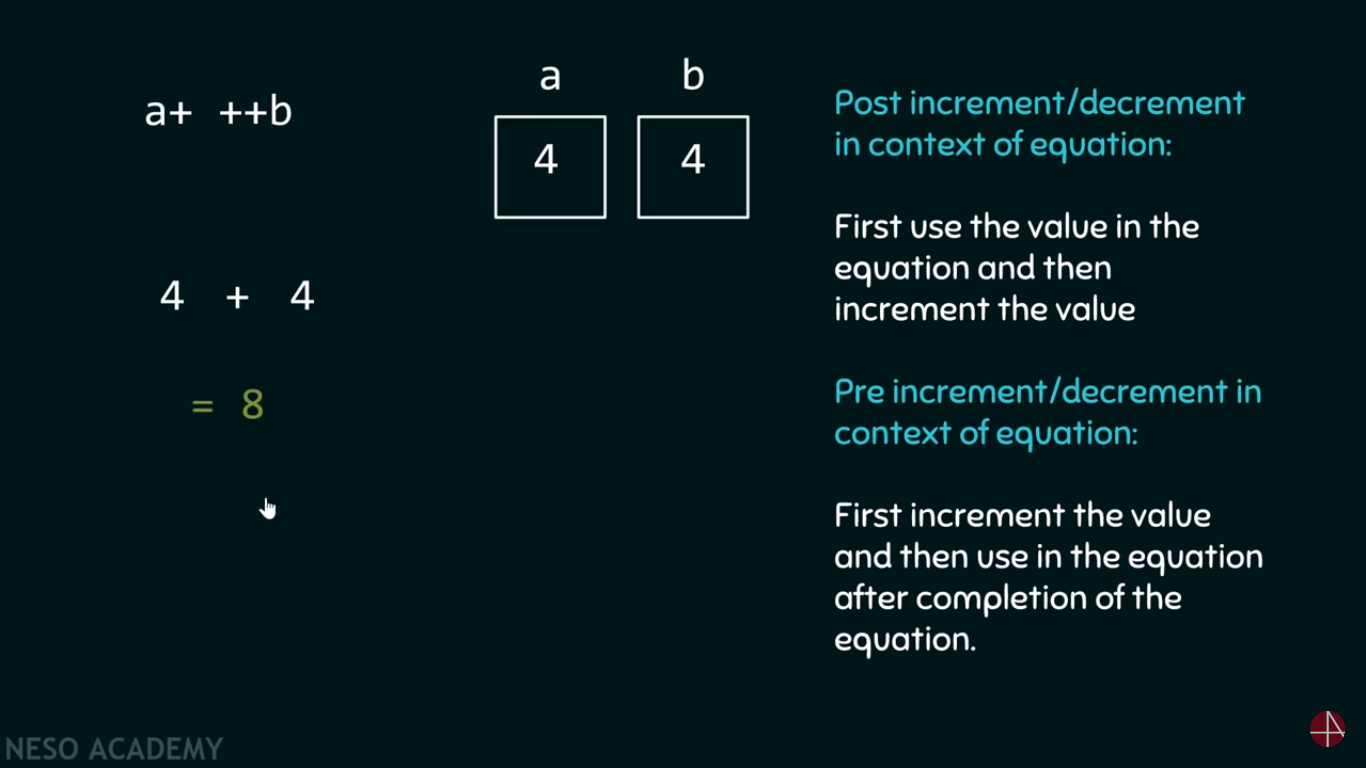 a+ ++b
a b
4 4
4 + 4
= 8
Post increment/decrement
in context of equation:
First use the value in the
equation and then
increment the value
Pre increment/decrement in
context of equation:
First increment the value
and then use in the equation
after completion of the
equation.
NESO ACADEMY